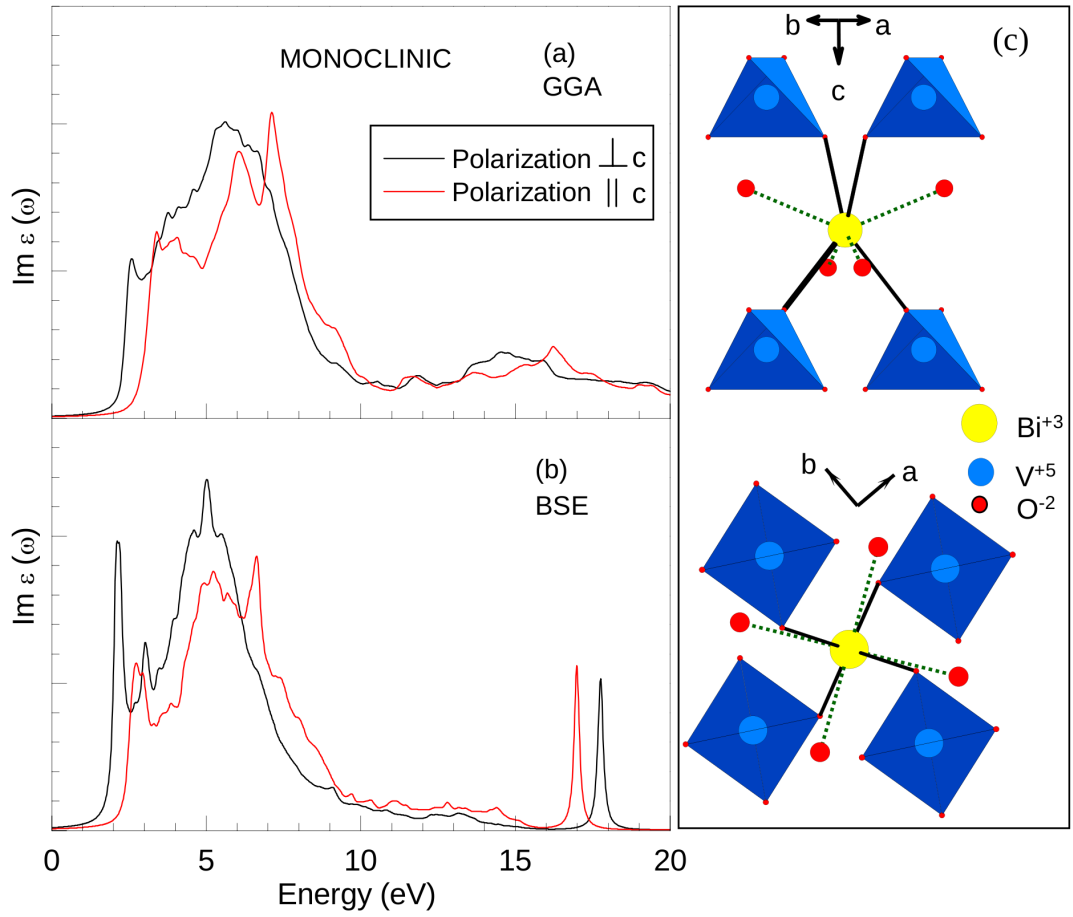 MONOCLINIC
(a)
GGA
Polarization ⊥ c
Polarization || c
Im ε (ω)
(b)
BSE
Im ε (ω)
0 5 10 15 20
Energy (eV)
(c)
b a
c
Bi⁺³
V⁺⁵
O⁻²
b a